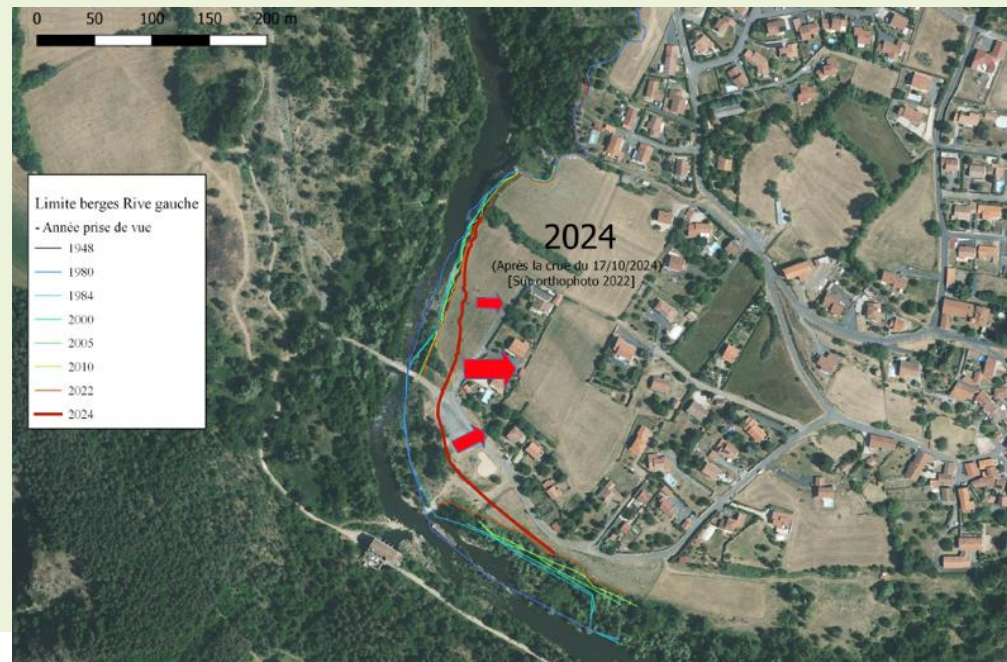 0 50 100 150 200 m
Limite berges Rive gauche
- Année prise de vue
1948
1980
1984
2000
2005
2010
2022
2024
2024
(Après la crue du 17/10/2024)
[Sur orthophoto 2022]